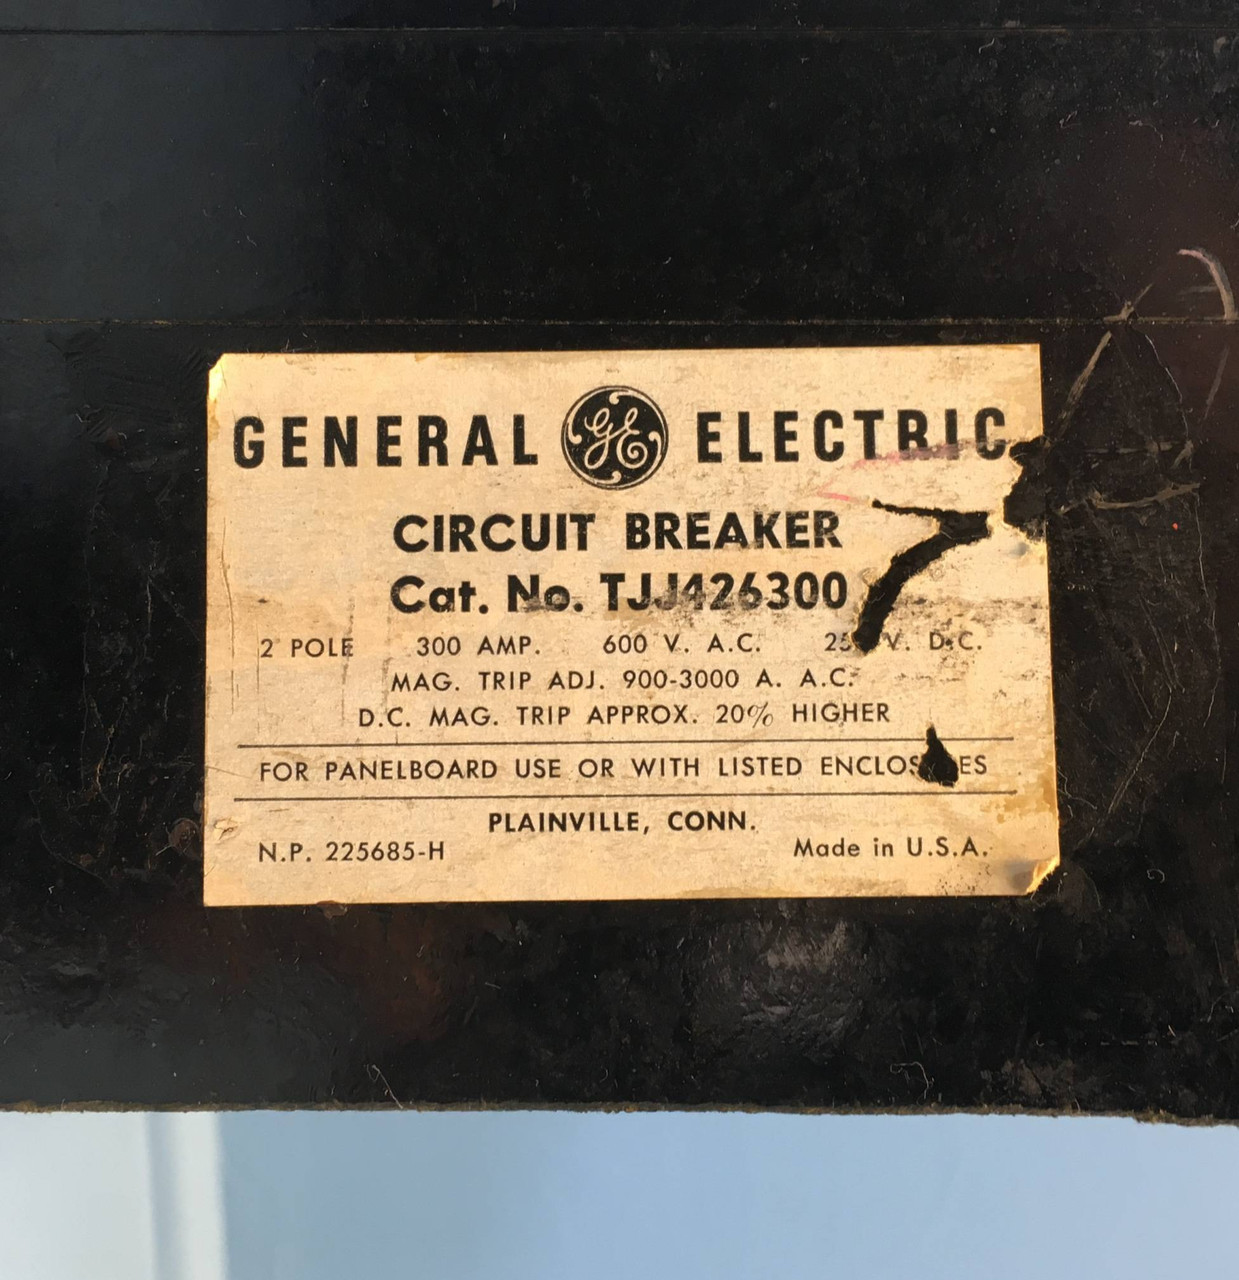 GENERAL GE ELECTRIC
CIRCUIT BREAKER
Cat. No. TJJ426300
2 POLE 300 AMP. 600 V. A.C. V. D.C.
MAG. TRIP ADJ. 900-3000 A. A.C.
D.C. MAG. TRIP APPROX. 20% HIGHER
FOR PANELBOARD USE OR WITH LISTED
PLAINVILLE, CONN.
N.P. 225685-H Made in U.S.A.